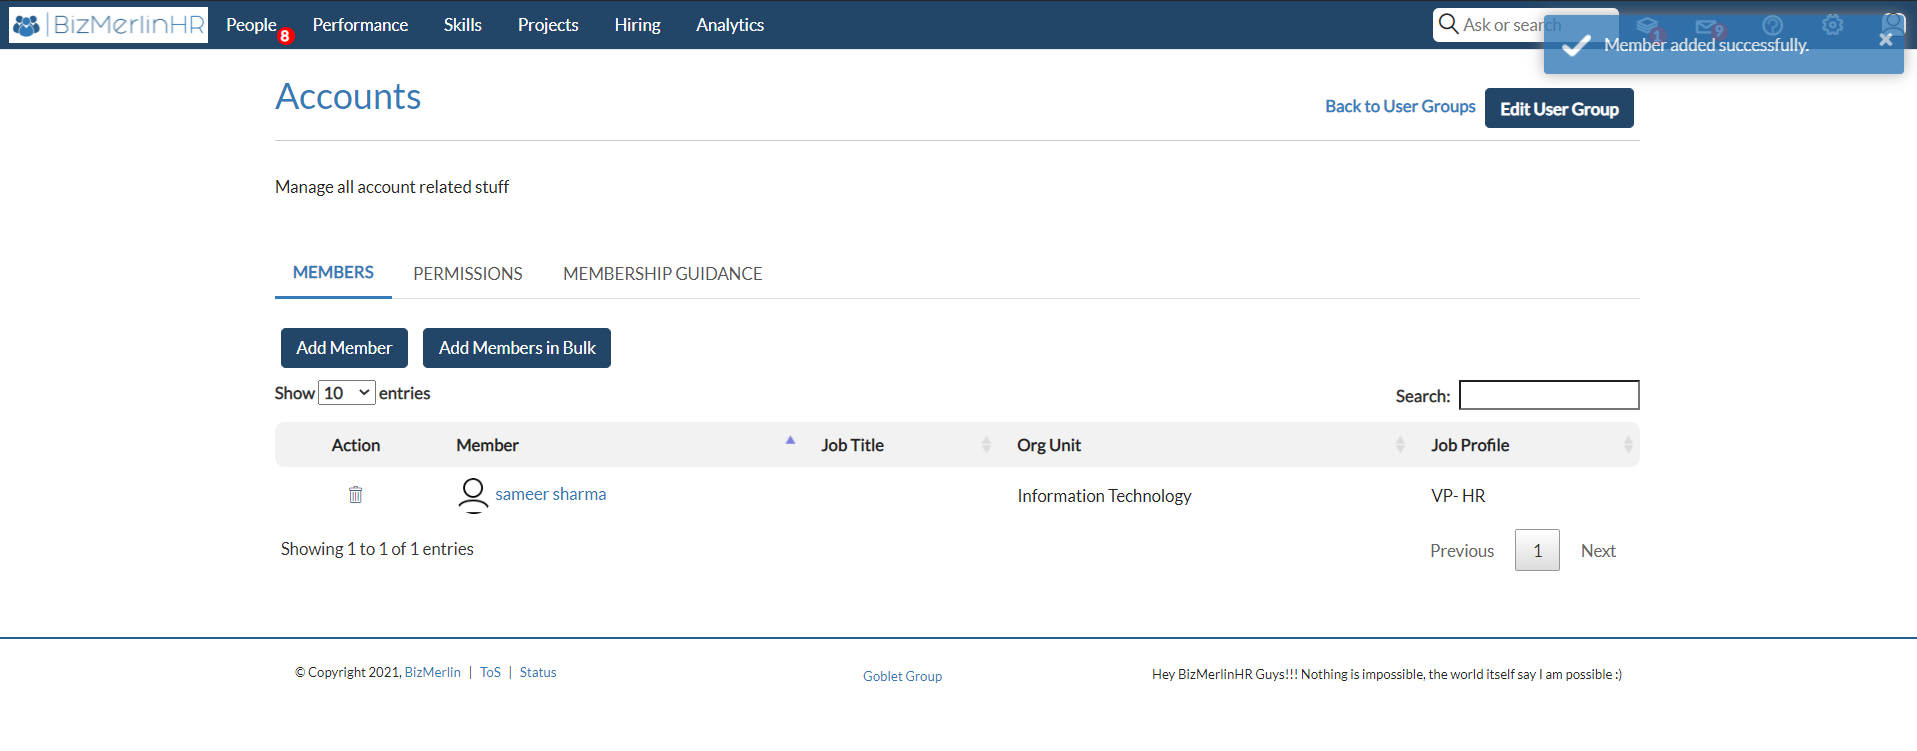 BizMerlinHR People 8 Performance Skills Projects Hiring Analytics Ask or search 1 9
Member added successfully.
Accounts
Back to User Groups Edit User Group
Manage all account related stuff
MEMBERS PERMISSIONS MEMBERSHIP GUIDANCE
Add Member Add Members in Bulk
Show 10 entries Search:
Action Member Job Title Org Unit Job Profile
sameer sharma Information Technology VP- HR
Showing 1 to 1 of 1 entries Previous 1 Next
© Copyright 2021, BizMerlin | ToS | Status Goblet Group Hey BizMerlinHR Guys!!! Nothing is impossible, the world itself say I am possible :)